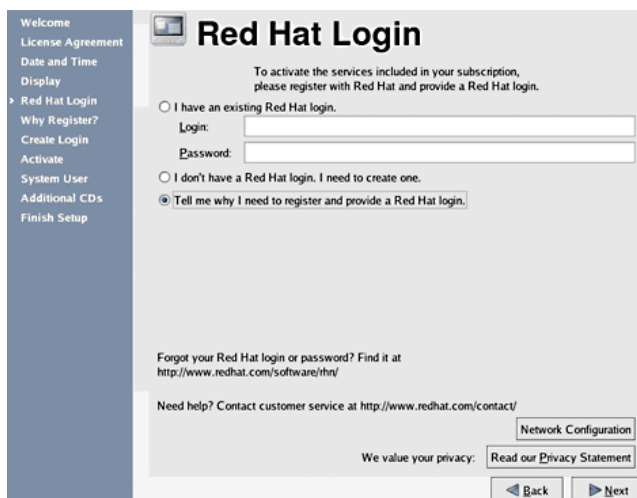 Welcome
License Agreement
Date and Time
Display
Red Hat Login
Why Register?
Create Login
Activate
System User
Additional CDs
Finish Setup
Red Hat Login
To activate the services included in your subscription,
please register with Red Hat and provide a Red Hat login.
I have an existing Red Hat login.
Login:
Password:
I don't have a Red Hat login. I need to create one.
Tell me why I need to register and provide a Red Hat login.
Forgot your Red Hat login or password? Find it at
http://www.redhat.com/software/rhn/
Need help? Contact customer service at http://www.redhat.com/contact/
Network Configuration
We value your privacy:
Read our Privacy Statement
Back
Next